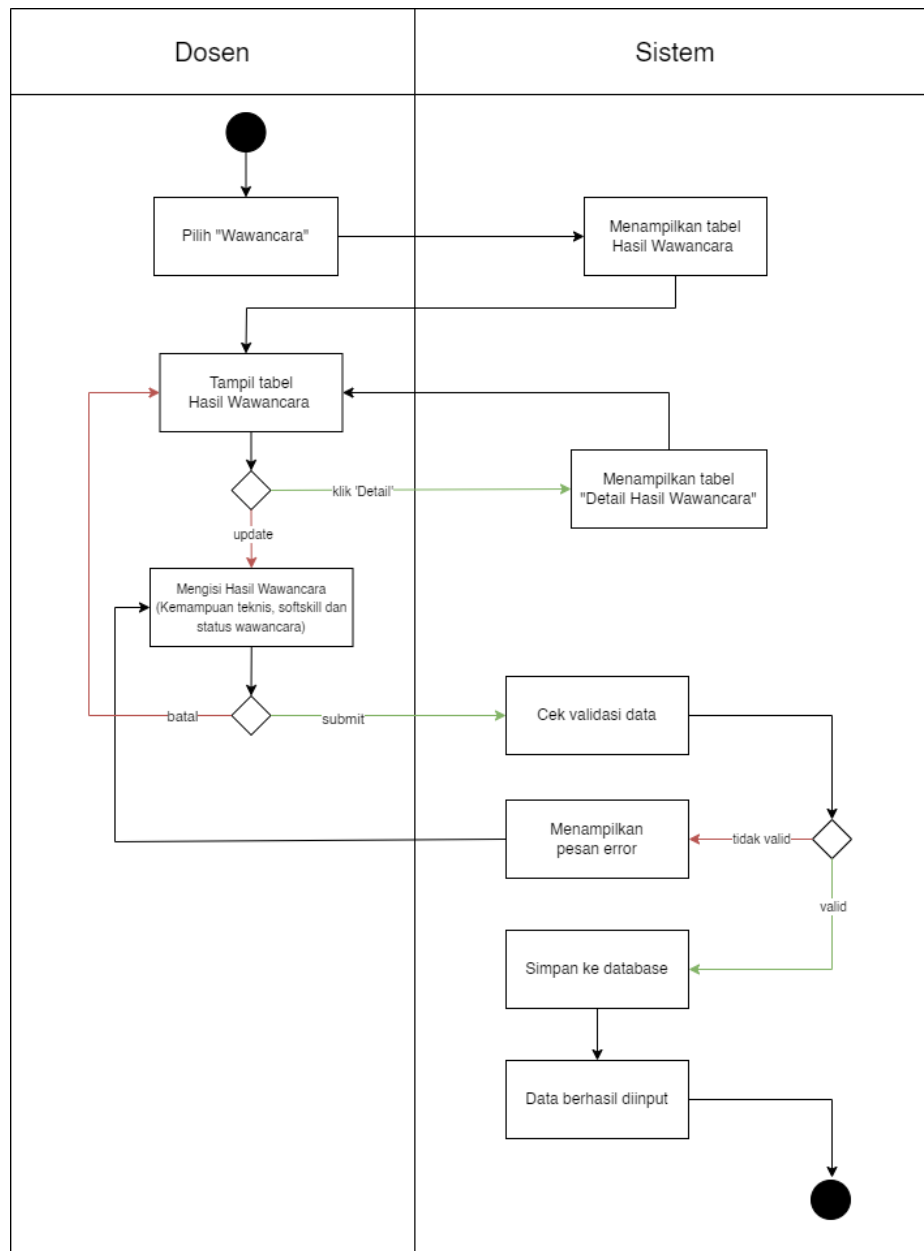 Dosen
Sistem
Pilih "Wawancara"
Menampilkan tabel
Hasil Wawancara
Tampil tabel
Hasil Wawancara
klik 'Detail'
Menampilkan tabel
"Detail Hasil Wawancara"
update
Mengisi Hasil Wawancara
(Kemampuan teknis, softskill dan
status wawancara)
batal
submit
Cek validasi data
Menampilkan
pesan error
tidak valid
valid
Simpan ke database
Data berhasil diinput